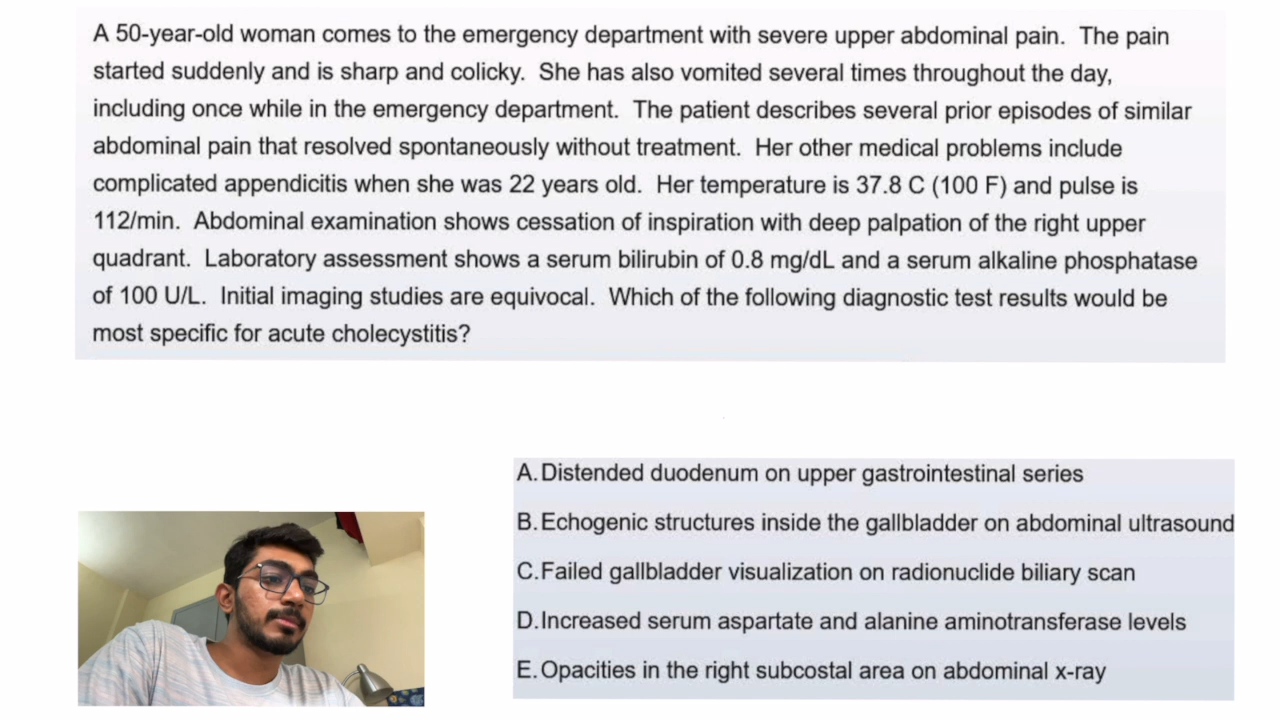 A 50-year-old woman comes to the emergency department with severe upper abdominal pain. The pain
started suddenly and is sharp and colicky. She has also vomited several times throughout the day,
including once while in the emergency department. The patient describes several prior episodes of similar
abdominal pain that resolved spontaneously without treatment. Her other medical problems include
complicated appendicitis when she was 22 years old. Her temperature is 37.8 C (100 F) and pulse is
112/min. Abdominal examination shows cessation of inspiration with deep palpation of the right upper
quadrant. Laboratory assessment shows a serum bilirubin of 0.8 mg/dL and a serum alkaline phosphatase
of 100 U/L. Initial imaging studies are equivocal. Which of the following diagnostic test results would be
most specific for acute cholecystitis?
A. Distended duodenum on upper gastrointestinal series
B. Echogenic structures inside the gallbladder on abdominal ultrasound
C. Failed gallbladder visualization on radionuclide biliary scan
D. Increased serum aspartate and alanine aminotransferase levels
E. Opacities in the right subcostal area on abdominal x-ray